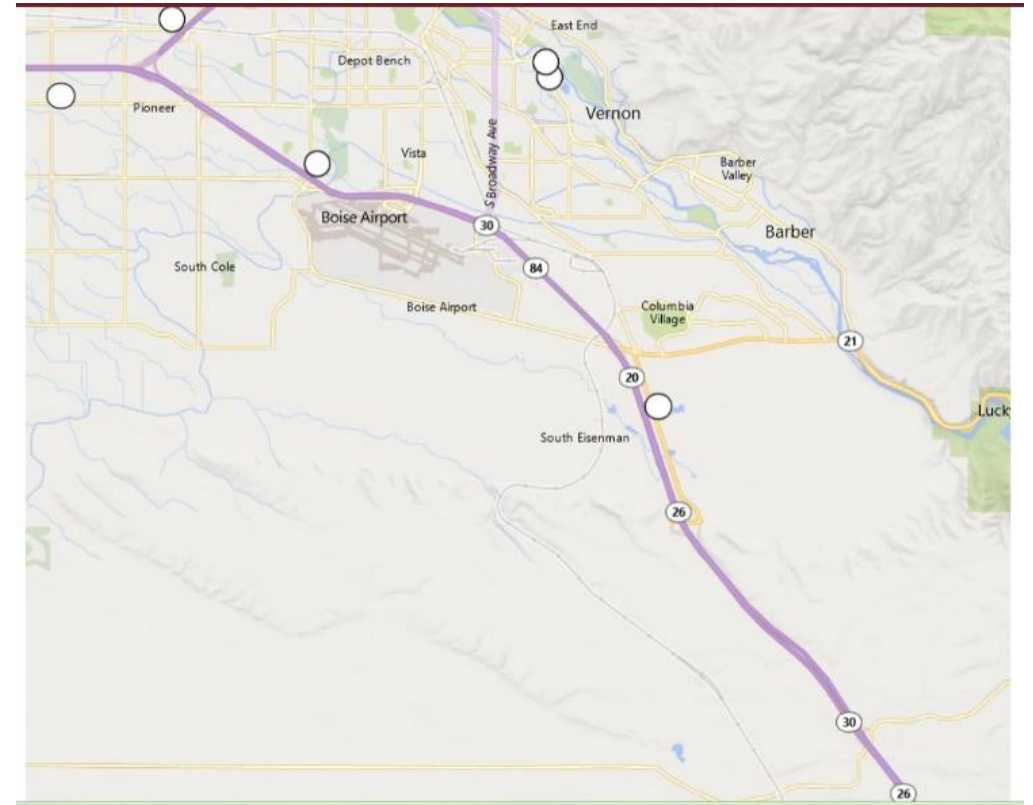 East End
Depot Bench
Pioneer
Vernon
S Broadway Ave
Vista
Barber
Valley
Boise Airport
30
Barber
South Cole
84
Boise Airport
Columbia
Village
21
20
Luck
South Eisenman
26
30
26